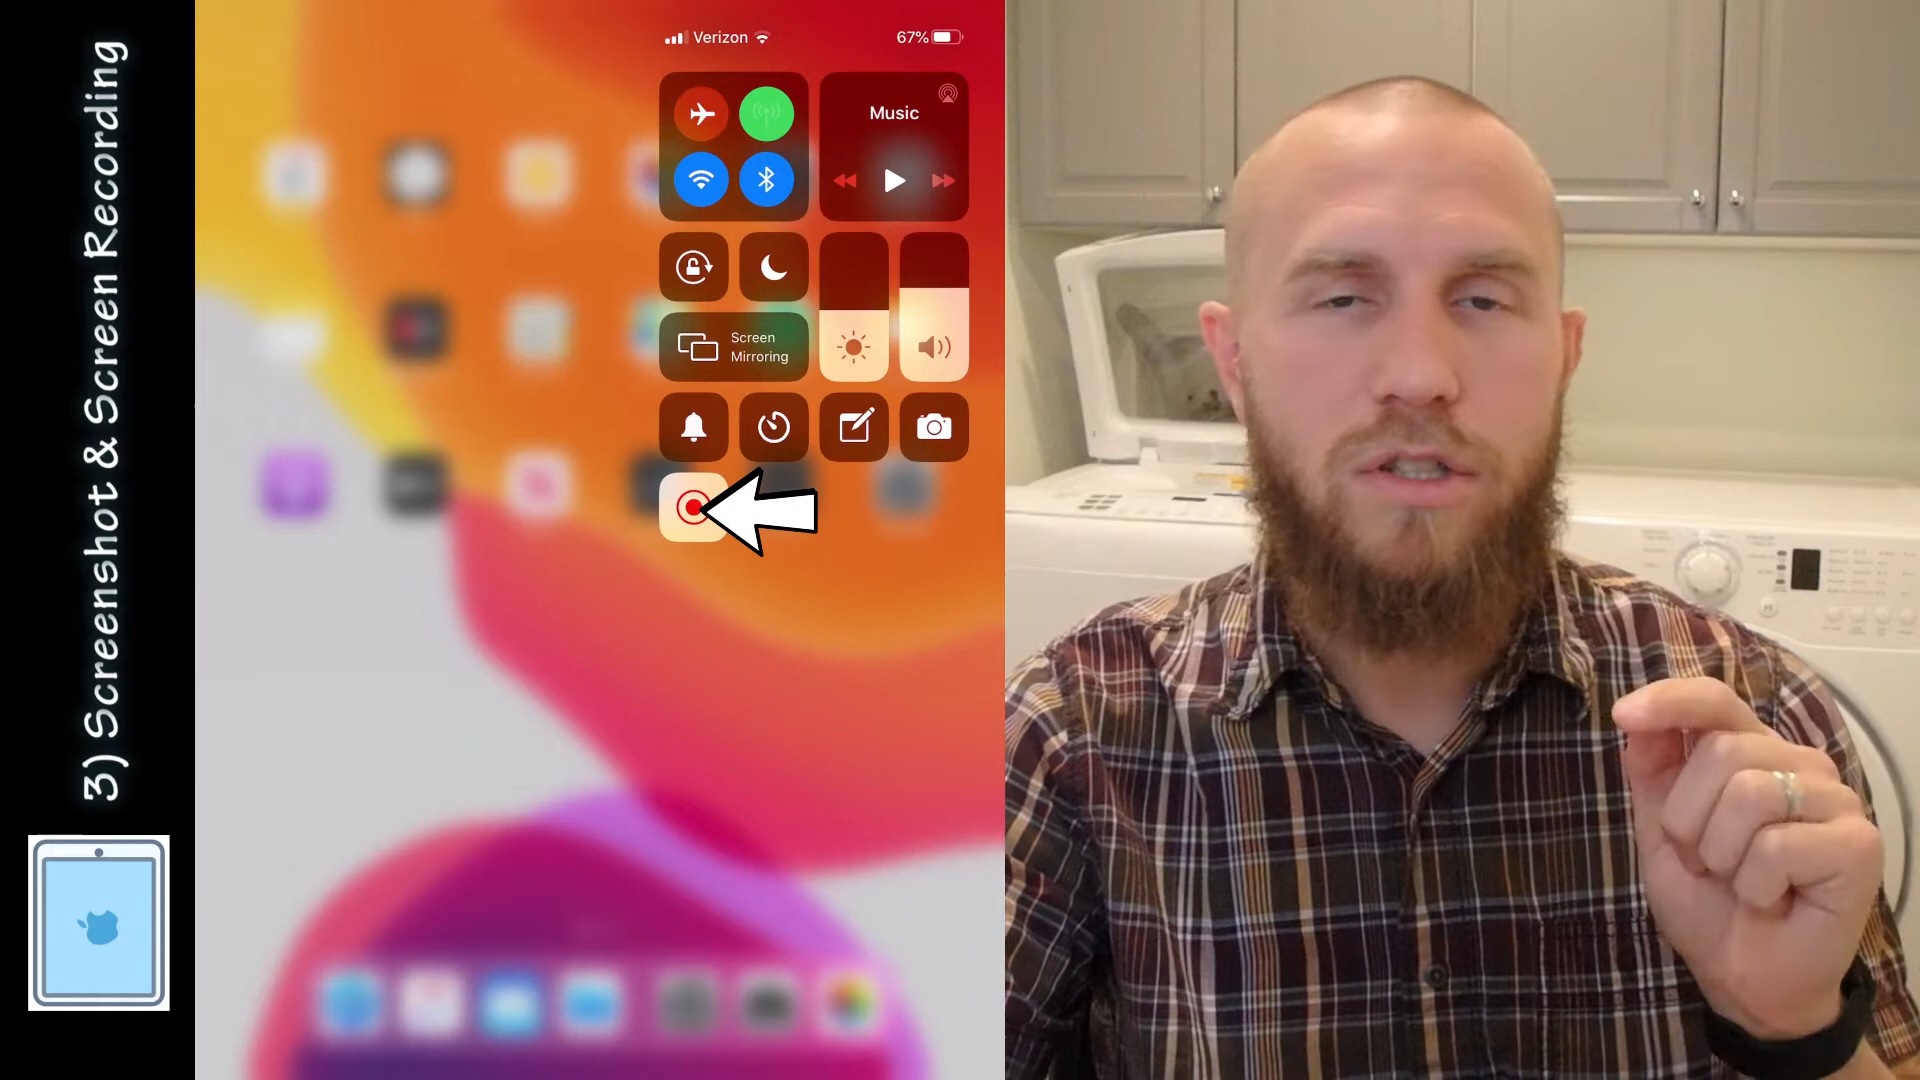 3) Screenshot & Screen Recording
Verizon
67%
Music
Screen
Mirroring